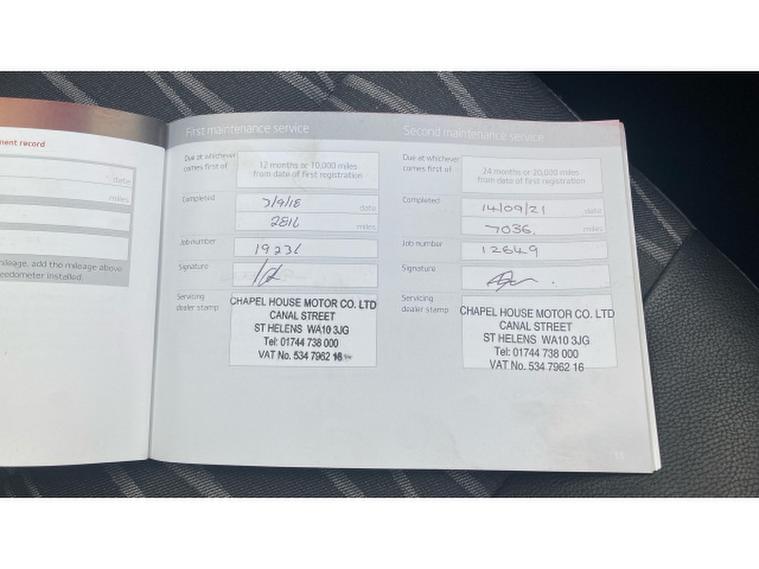 ment record
date
miles
mileage, add the mileage above
eedometer installed.
First maintenance service
Due at whichever
comes first of
12 months or 10,000 miles
from date of first registration
Completed
3/9/18
date
2816
miles
Job number
19236
Signature
Servicing
dealer stamp
CHAPEL HOUSE MOTOR CO. LTD
CANAL STREET
ST HELENS WA10 3JG
Tel: 01744 738 000
VAT No. 534 7962 16
Second maintenance service
Due at whichever
comes first of
24 months or 20,000 miles
from date of first registration
Completed
14/09/21
date
7036.
miles
Job number
12649
Signature
Servicing
dealer stamp
CHAPEL HOUSE MOTOR CO. LTD
CANAL STREET
ST HELENS WA10 3JG
Tel: 01744 738 000
VAT No. 534 7962 16